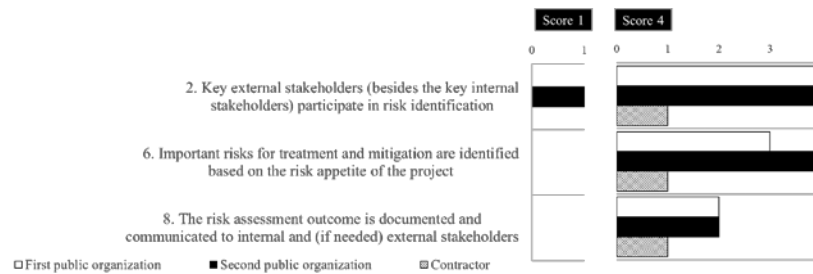 Score 1 Score 4
0 1 0 1 2 3
2. Key external stakeholders (besides the key internal
stakeholders) participate in risk identification
6. Important risks for treatment and mitigation are identified
based on the risk appetite of the project
8. The risk assessment outcome is documented and
communicated to internal and (if needed) external stakeholders
First public organization Second public organization Contractor